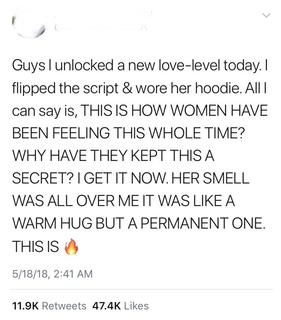 Guys I unlocked a new love-level today. I
flipped the script & wore her hoodie. All I
can say is, THIS IS HOW WOMEN HAVE
BEEN FEELING THIS WHOLE TIME?
WHY HAVE THEY KEPT THIS A
SECRET? I GET IT NOW. HER SMELL
WAS ALL OVER ME IT WAS LIKE A
WARM HUG BUT A PERMANENT ONE.
THIS IS 🔥
5/18/18, 2:41 AM
11.9K Retweets 47.4K Likes